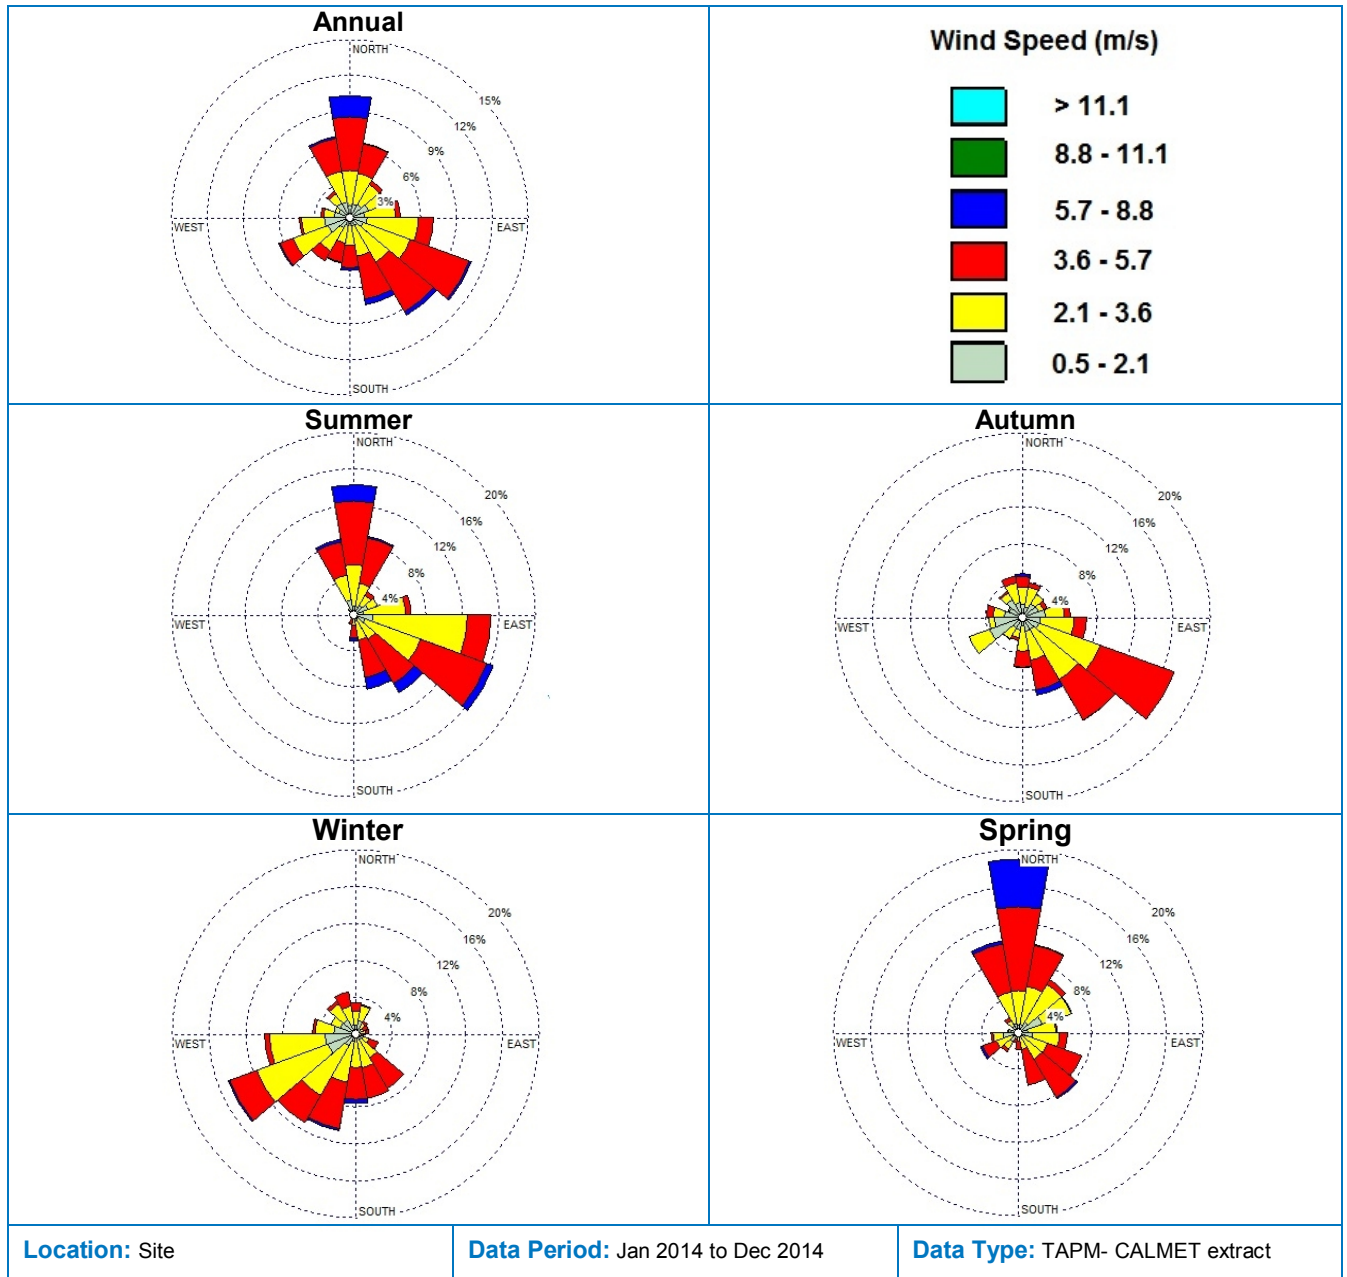 Annual
NORTH
15%
12%
9%
6%
3%
WEST
EAST
SOUTH
Wind Speed (m/s)
> 11.1
8.8 - 11.1
5.7 - 8.8
3.6 - 5.7
2.1 - 3.6
0.5 - 2.1
Summer
NORTH
20%
16%
12%
8%
4%
WEST
EAST
SOUTH
Autumn
NORTH
20%
16%
12%
8%
4%
WEST
EAST
SOUTH
Winter
NORTH
20%
16%
12%
8%
4%
WEST
EAST
SOUTH
Spring
NORTH
20%
16%
12%
8%
4%
WEST
EAST
SOUTH
Location: Site
Data Period: Jan 2014 to Dec 2014
Data Type: TAPM- CALMET extract